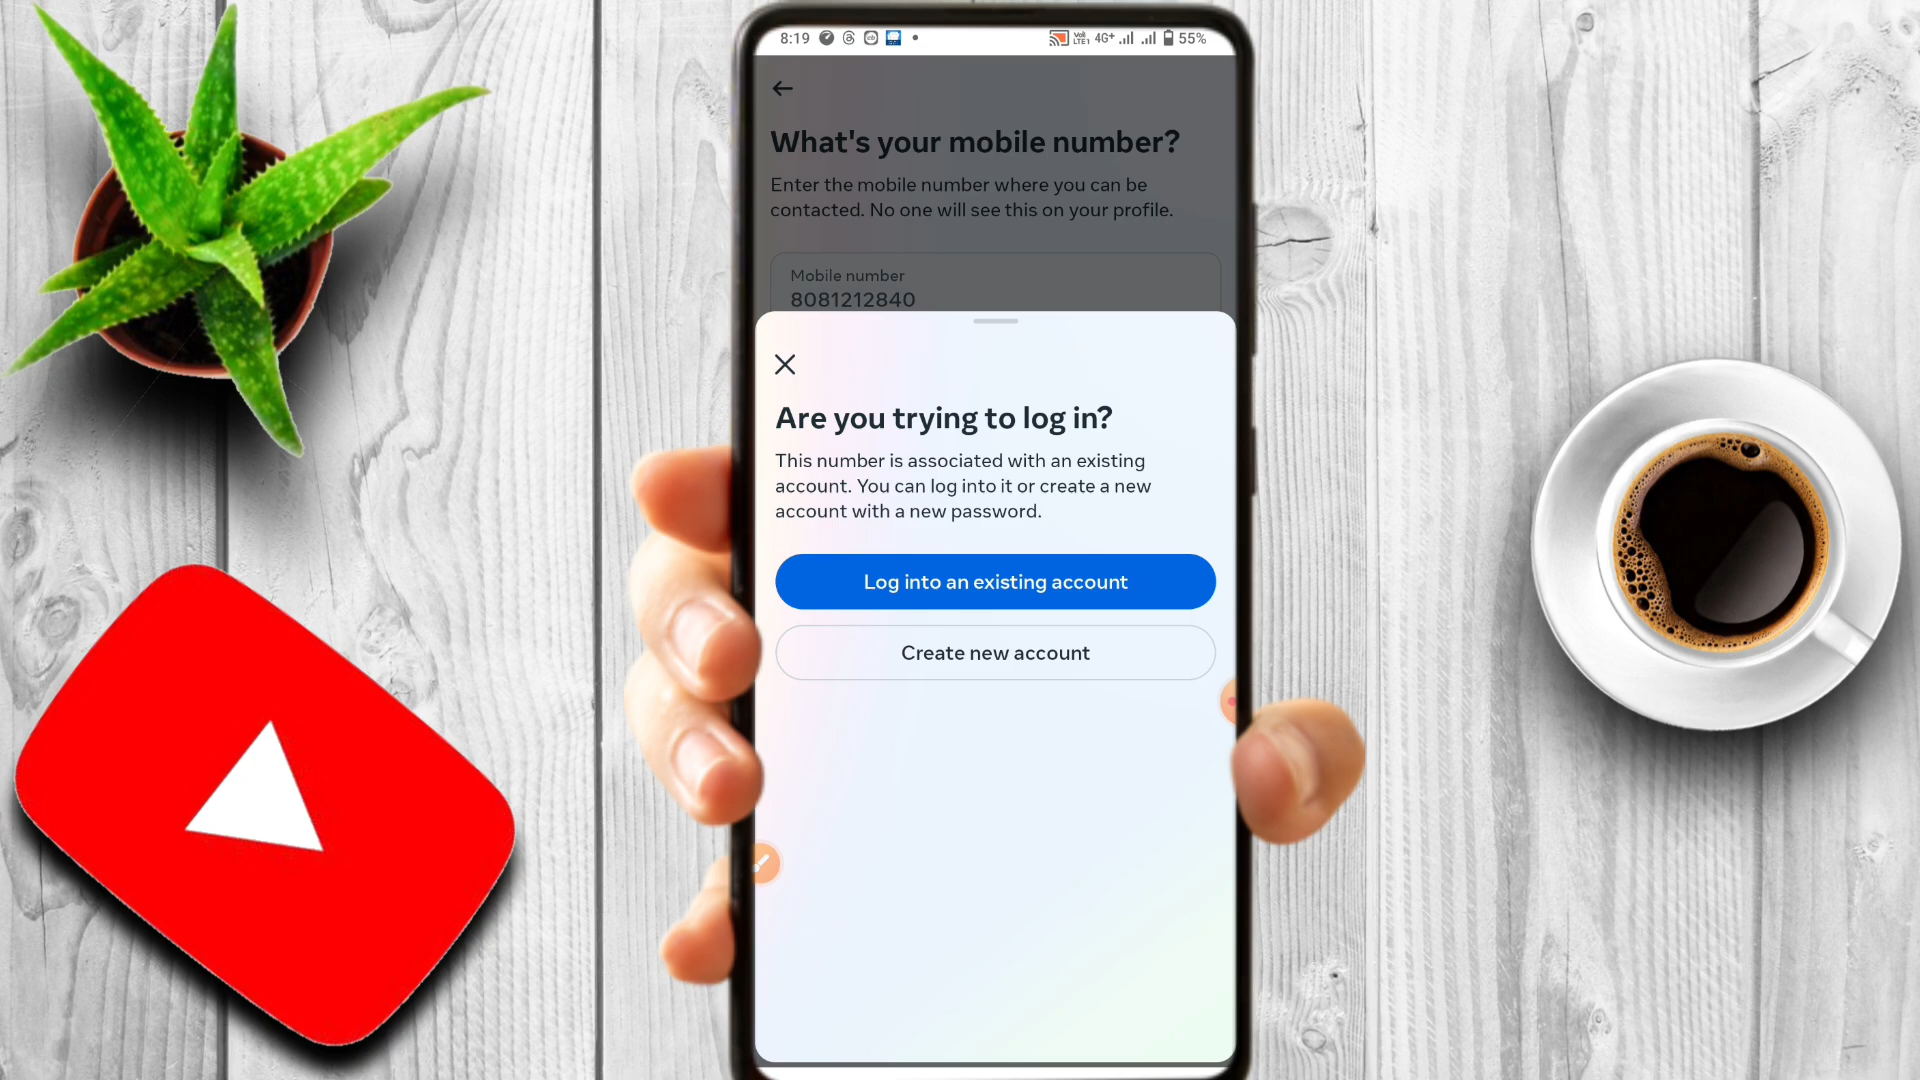 8:19 4G+ 55%
What's your mobile number?
Enter the mobile number where you can be
contacted. No one will see this on your profile.
Mobile number
8081212840
Are you trying to log in?
This number is associated with an existing
account. You can log into it or create a new
account with a new password.
Log into an existing account
Create new account